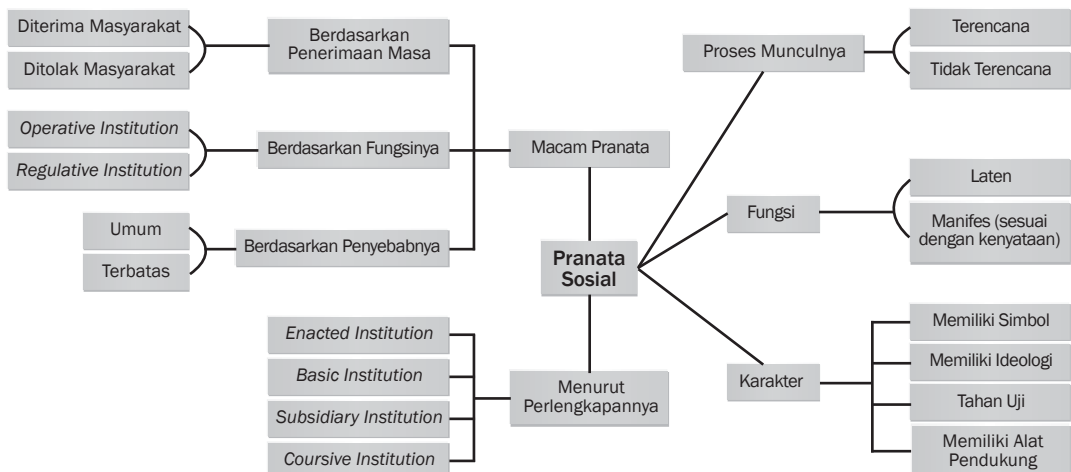 Diterima Masyarakat
Ditolak Masyarakat
Berdasarkan
Penerimaan Masa
Operative Institution
Regulative Institution
Berdasarkan Fungsinya
Umum
Terbatas
Berdasarkan Penyebabnya
Macam Pranata
Pranata
Sosial
Enacted Institution
Basic Institution
Subsidiary Institution
Coursive Institution
Menurut
Perlengkapannya
Proses Munculnya
Terencana
Tidak Terencana
Fungsi
Laten
Manifes (sesuai
dengan kenyataan)
Karakter
Memiliki Simbol
Memiliki Ideologi
Tahan Uji
Memiliki Alat
Pendukung